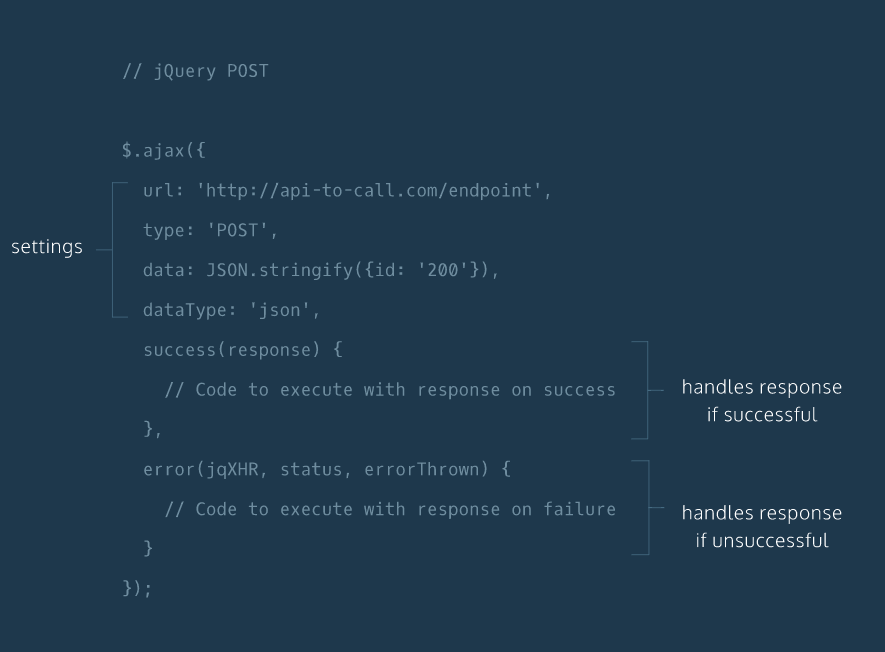 // jQuery POST
$.ajax({
url: 'http://api-to-call.com/endpoint',
type: 'POST',
settings
data: JSON.stringify({id: '200'}),
dataType: 'json',
success(response) {
// Code to execute with response on success
},
handles response
if successful
error(jqXHR, status, errorThrown) {
// Code to execute with response on failure
}
handles response
if unsuccessful
});